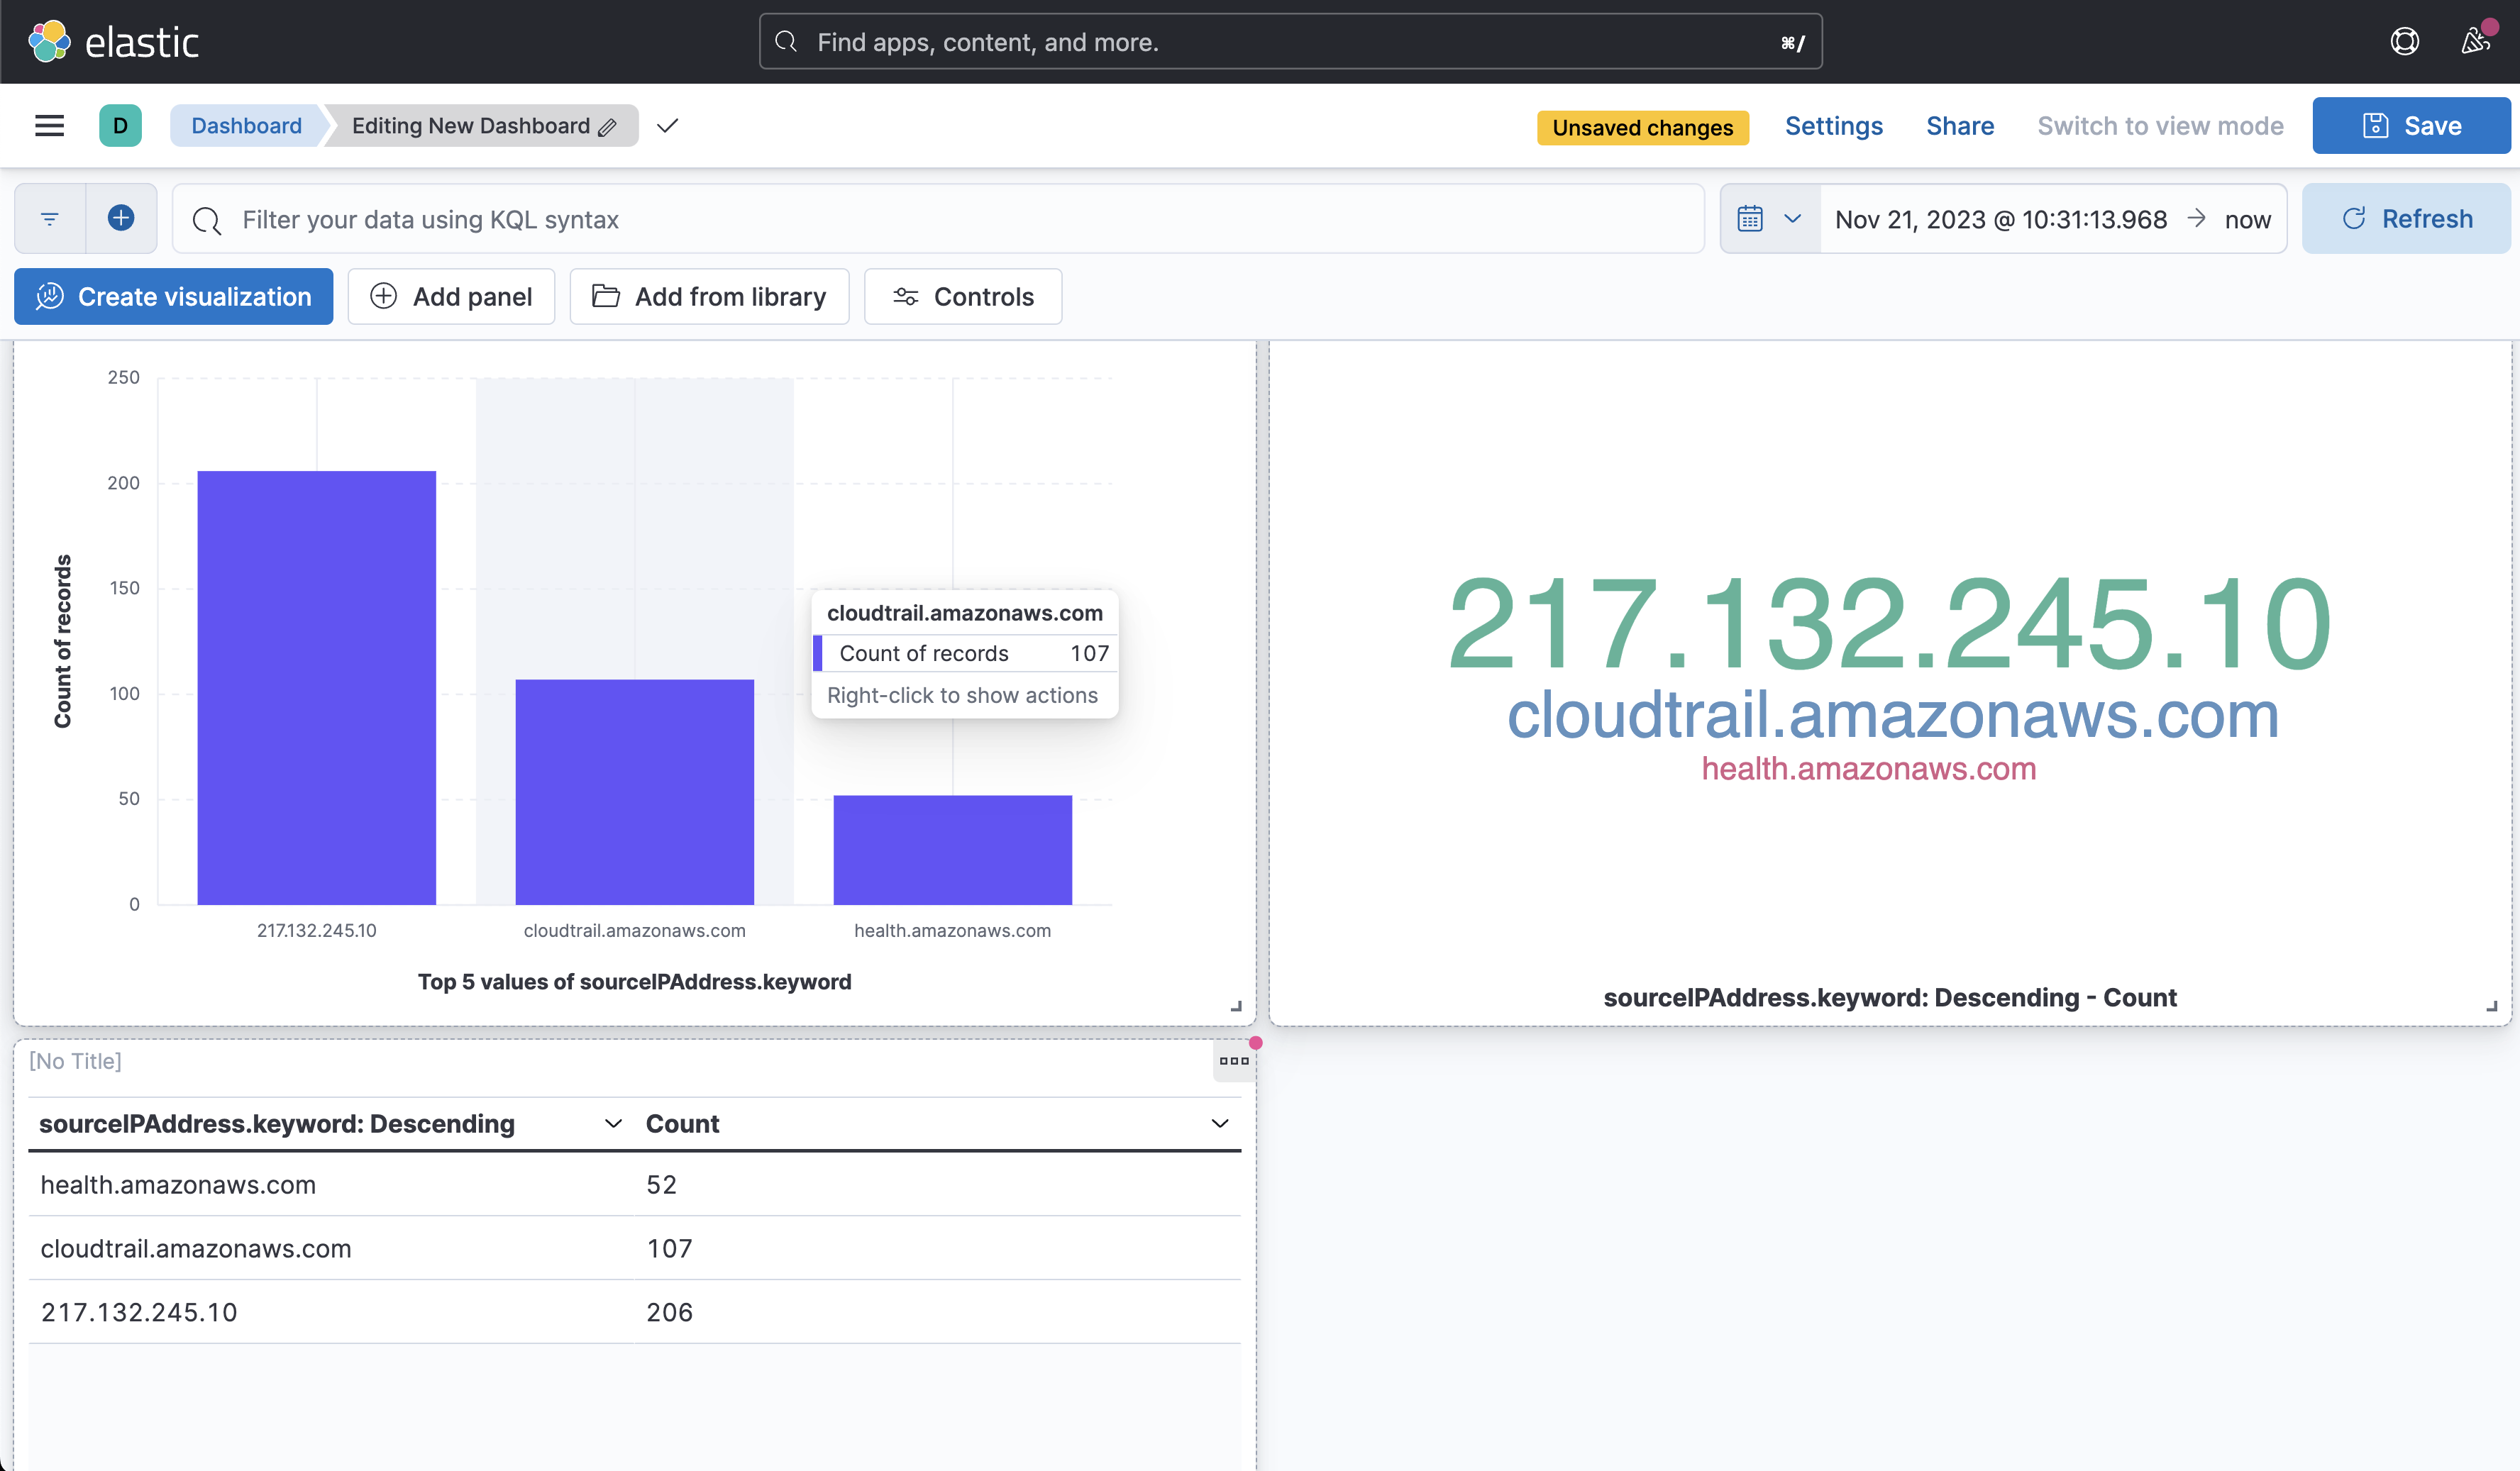 elastic
Find apps, content, and more.
⌘/
D
Dashboard
Editing New Dashboard
Unsaved changes
Settings
Share
Switch to view mode
Save
Filter your data using KQL syntax
Nov 21, 2023 @ 10:31:13.968 → now
Refresh
Create visualization
Add panel
Add from library
Controls
Count of records
250
200
150
100
50
0
cloudtrail.amazonaws.com
Count of records 107
Right-click to show actions
217.132.245.10
cloudtrail.amazonaws.com
health.amazonaws.com
Top 5 values of sourceIPAddress.keyword
217.132.245.10
cloudtrail.amazonaws.com
health.amazonaws.com
sourceIPAddress.keyword: Descending - Count
[No Title]
sourceIPAddress.keyword: Descending Count
health.amazonaws.com 52
cloudtrail.amazonaws.com 107
217.132.245.10 206